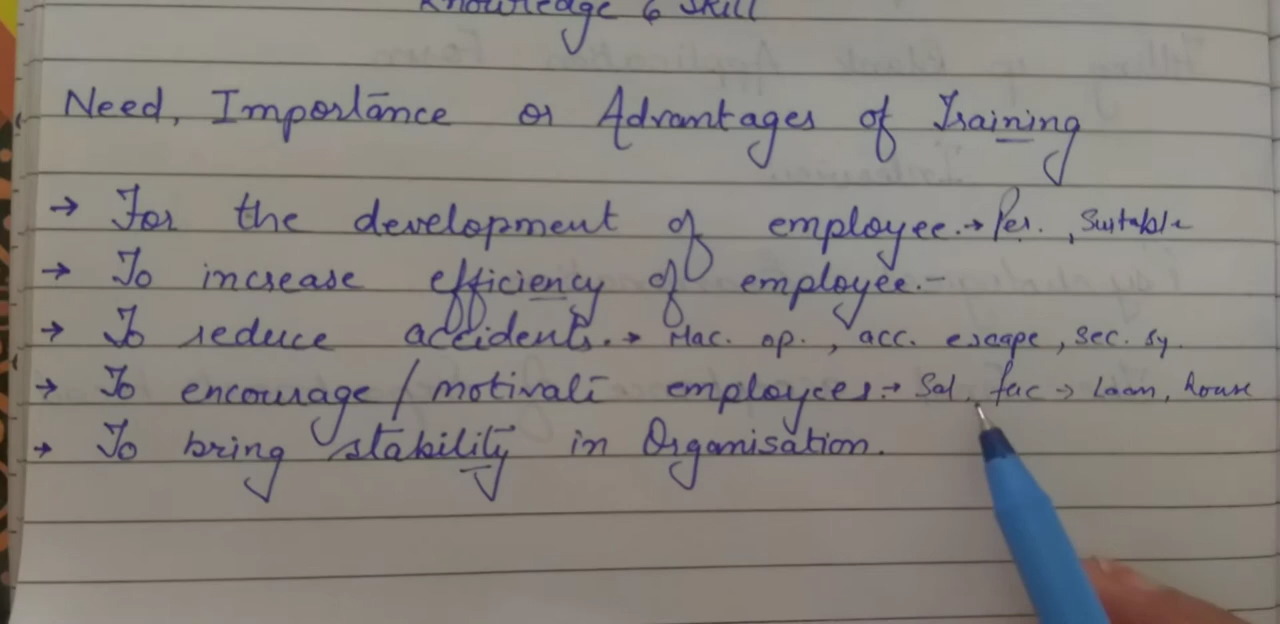 Knowledge & Skill
Need, Importance or Advantages of Training
→ For the development of employee.→ Per. , Suitable
→ To increase efficiency of employee.-
→ To reduce accidents.→ Mac. op. , acc. escape, sec. sy.
→ To encourage/motivate employees.→ Sal, fac → Loan, house
→ To bring stability in Organisation.